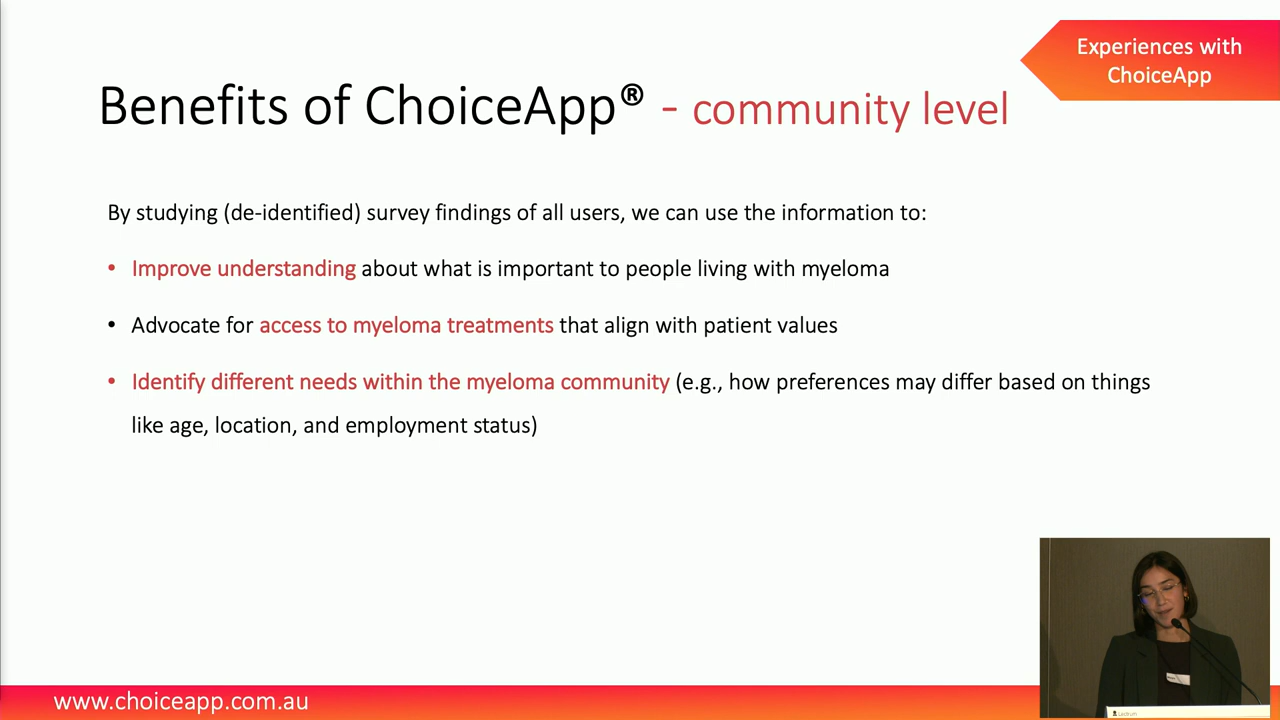 Experiences with
ChoiceApp
Benefits of ChoiceApp® - community level
By studying (de-identified) survey findings of all users, we can use the information to:
• Improve understanding about what is important to people living with myeloma
• Advocate for access to myeloma treatments that align with patient values
• Identify different needs within the myeloma community (e.g., how preferences may differ based on things
like age, location, and employment status)
www.choiceapp.com.au